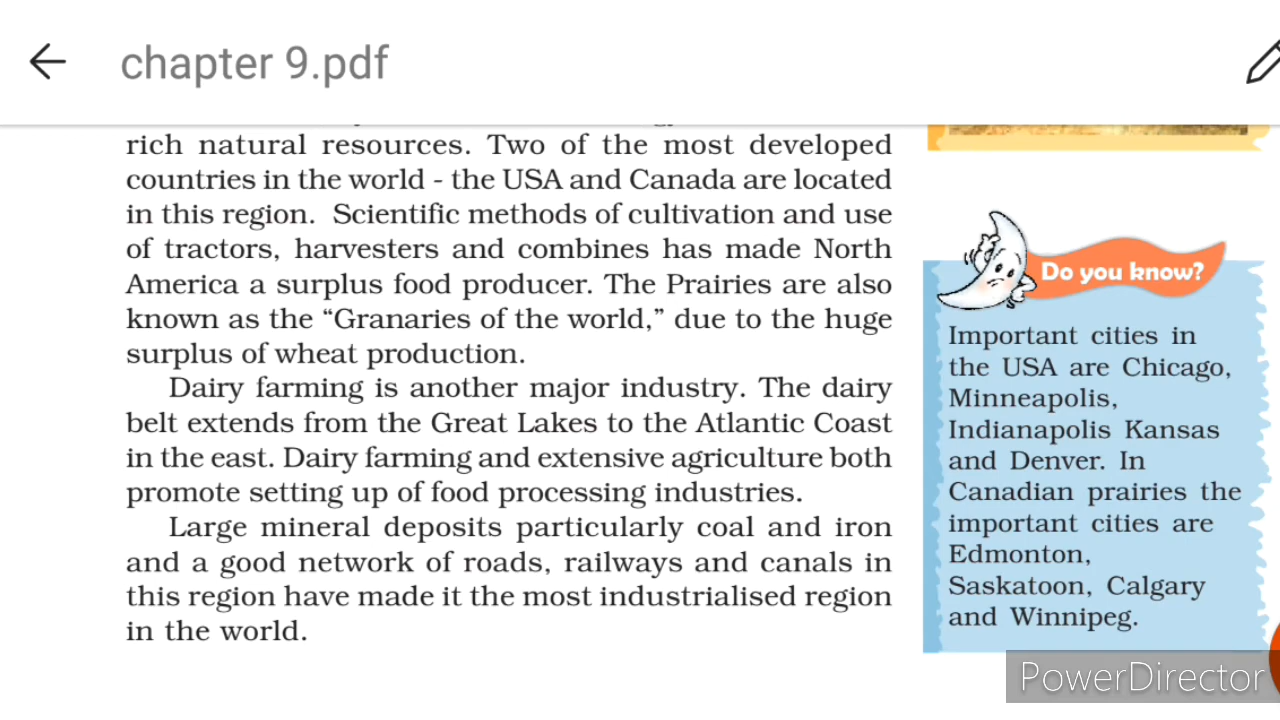 chapter 9.pdf
rich natural resources. Two of the most developed
countries in the world - the USA and Canada are located
in this region. Scientific methods of cultivation and use
of tractors, harvesters and combines has made North
America a surplus food producer. The Prairies are also
known as the “Granaries of the world,” due to the huge
surplus of wheat production.
Dairy farming is another major industry. The dairy
belt extends from the Great Lakes to the Atlantic Coast
in the east. Dairy farming and extensive agriculture both
promote setting up of food processing industries.
Large mineral deposits particularly coal and iron
and a good network of roads, railways and canals in
this region have made it the most industrialised region
in the world.
Do you know?
Important cities in
the USA are Chicago,
Minneapolis,
Indianapolis Kansas
and Denver. In
Canadian prairies the
important cities are
Edmonton,
Saskatoon, Calgary
and Winnipeg.
PowerDirector